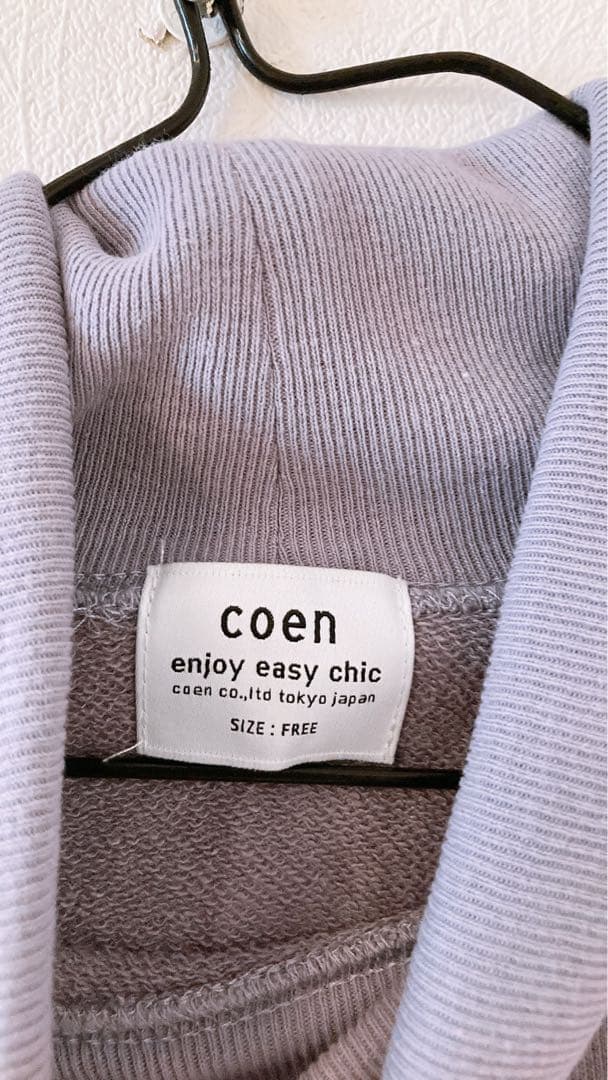 coen
enjoy easy chic
coen co.,ltd tokyo japan
SIZE : FREE